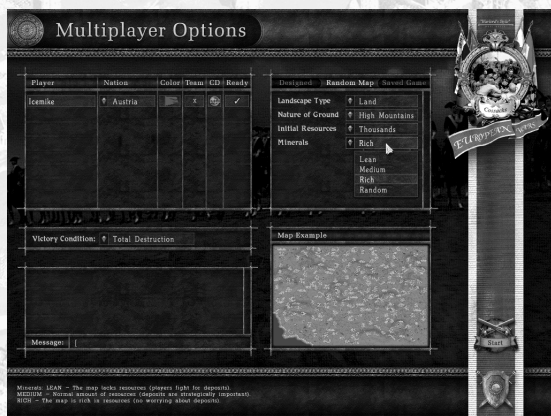 Multiplayer Options
Player Nation Color Team CD Ready
Icemike Austria x ✓
Designed Random Map Saved Game
Landscape Type Land
Nature of Ground High Mountains
Initial Resources Thousands
Minerals Rich
Lean
Medium
Rich
Random
Victory Condition: Total Destruction
Map Example
Message:
Cossacks
EUROPEAN WARS
Start
Minerals: LEAN – The map lacks resources (players fight for deposits).
MEDIUM – Normal amount of resources (deposits are strategically important).
RICH – The map is rich in resources (no worrying about deposits).